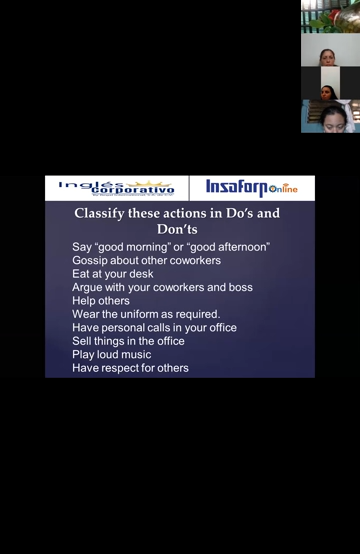 Inglés
corporativo
Insaforp online
Classify these actions in Do's and
Don'ts
Say "good morning" or "good afternoon"
Gossip about other coworkers
Eat at your desk
Argue with your coworkers and boss
Help others
Wear the uniform as required.
Have personal calls in your office
Sell things in the office
Play loud music
Have respect for others